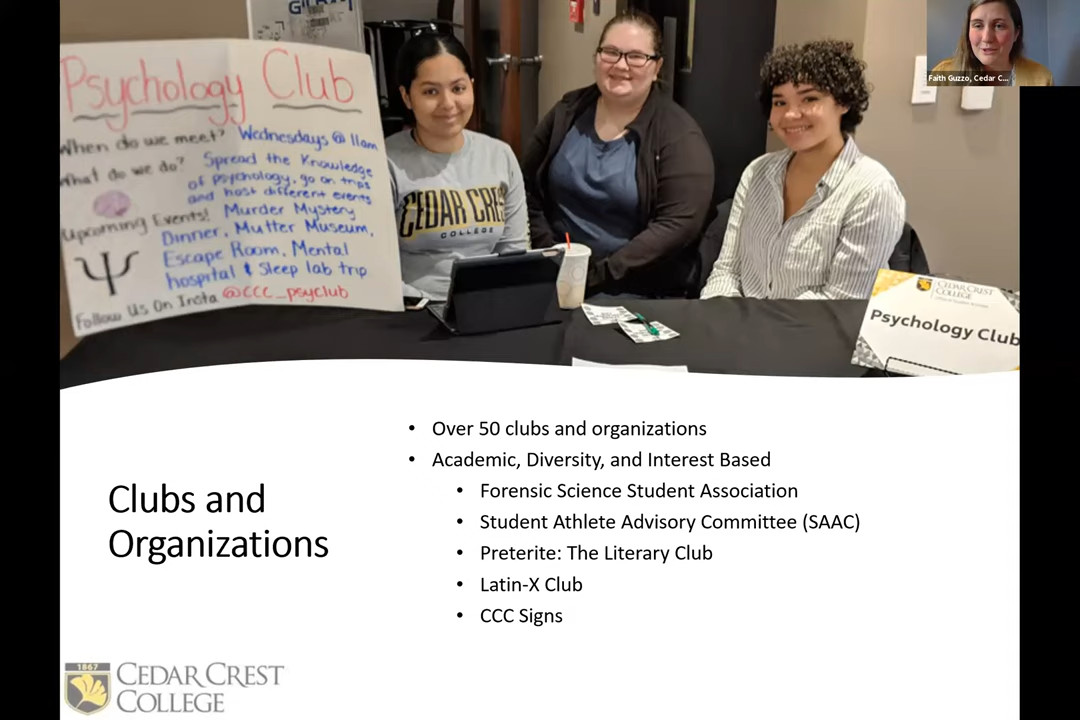 Psychology Club
When do we meet? Wednesdays @ 11am
What do we do? Spread the Knowledge
of psychology, go on trips
and host different events
Upcoming Events! Murder Mystery
Dinner, Mutter Museum,
Escape Room, Mental
hospital & Sleep lab trip
Ψ
Follow Us On Insta @ccc_psyclub
CEDAR CRES
COLLEGE
CEDAR CREST
COLLEGE
Psychology Club
Faith Guzzo, Cedar C...
Clubs and
Organizations
• Over 50 clubs and organizations
• Academic, Diversity, and Interest Based
• Forensic Science Student Association
• Student Athlete Advisory Committee (SAAC)
• Preterite: The Literary Club
• Latin-X Club
• CCC Signs
1867
CEDAR CREST
COLLEGE